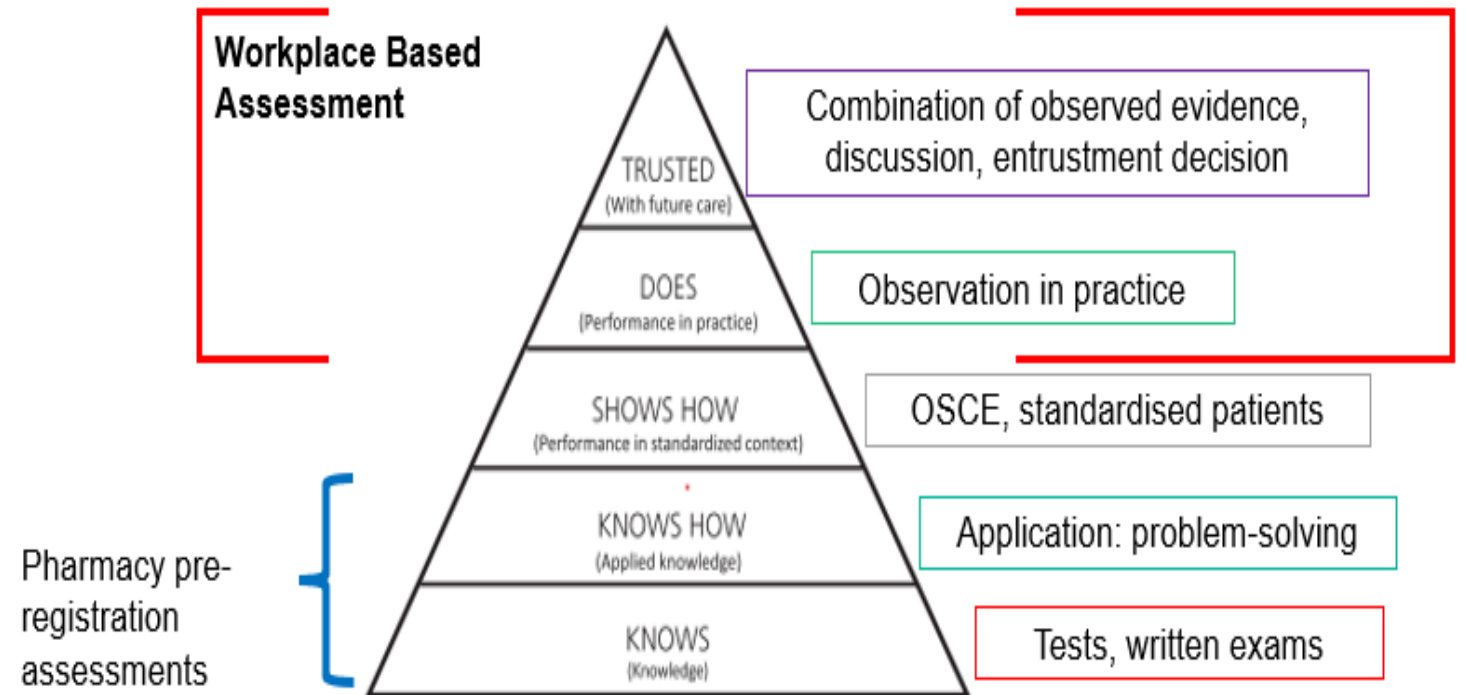 Workplace Based
Assessment
Combination of observed evidence,
discussion, entrustment decision
TRUSTED
(With future care)
DOES
(Performance in practice)
Observation in practice
SHOWS HOW
(Performance in standardized context)
OSCE, standardised patients
KNOWS HOW
(Applied knowledge)
Application: problem-solving
Pharmacy pre-
registration
assessments
KNOWS
(Knowledge)
Tests, written exams